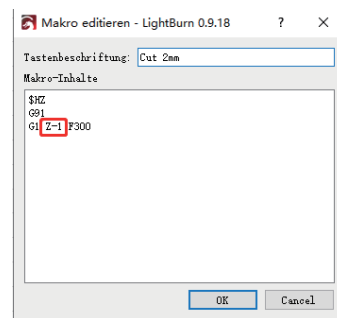 Makro editieren - LightBurn 0.9.18
Tastenbeschriftung: Cut 2mm
Makro-Inhalte
$HZ
G91
G1 Z-1 F300
OK Cancel